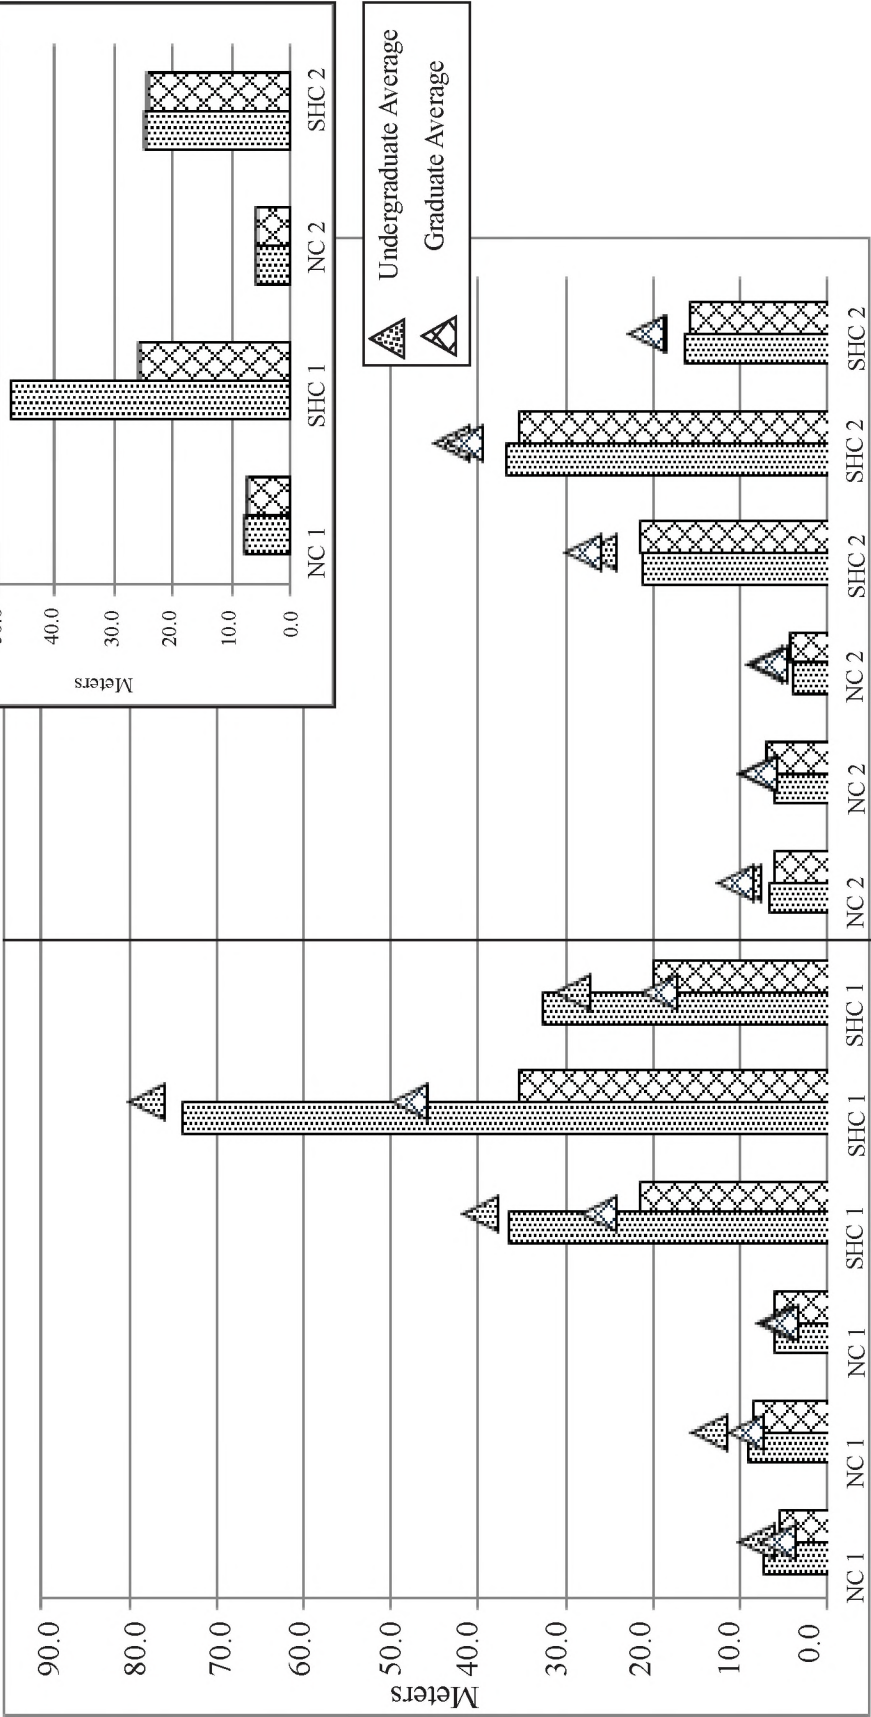 90.0
80.0
70.0
60.0
50.0
40.0
30.0
20.0
10.0
0.0
Meters
NC 1
NC 1
NC 1
SHC 1
SHC 1
SHC 1
NC 2
NC 2
NC 2
SHC 2
SHC 2
SHC 2
40.0
30.0
20.0
10.0
0.0
Meters
NC 1
SHC 1
NC 2
SHC 2
Undergraduate Average
Graduate Average